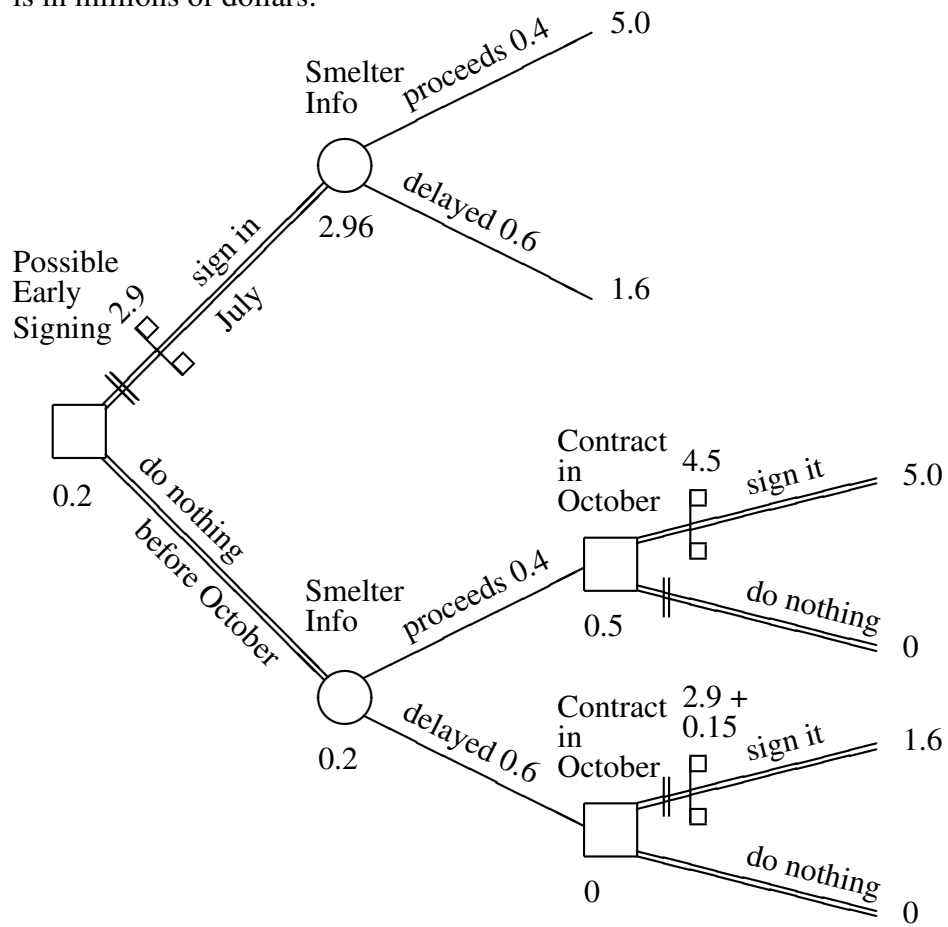 is in millions of dollars.
5.0
proceeds 0.4
Smelter
Info
delayed 0.6
2.96
sign in
July
1.6
Possible
Early
Signing
2.9
0.2
do nothing
before October
Contract
in
October
4.5
sign it
5.0
Smelter
Info
proceeds 0.4
do nothing
0.5
0
0.2
delayed 0.6
Contract
in
October
2.9 +
0.15
sign it
1.6
do nothing
0
0